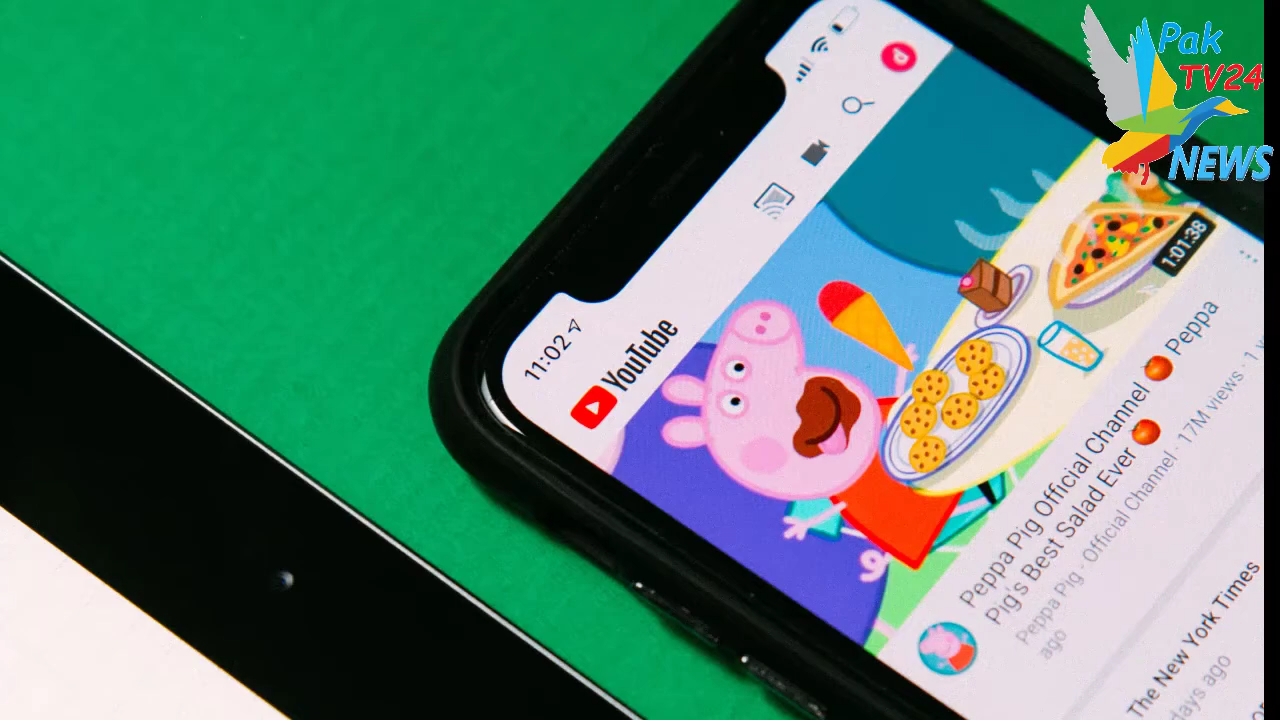 Pak
TV24
NEWS
11:02
YouTube
1:01:38
Peppa Pig Official Channel 🍅 Peppa
Pig's Best Salad Ever 🍅
Peppa Pig - Official Channel · 17M views ·
ago
The New York Times
days ago